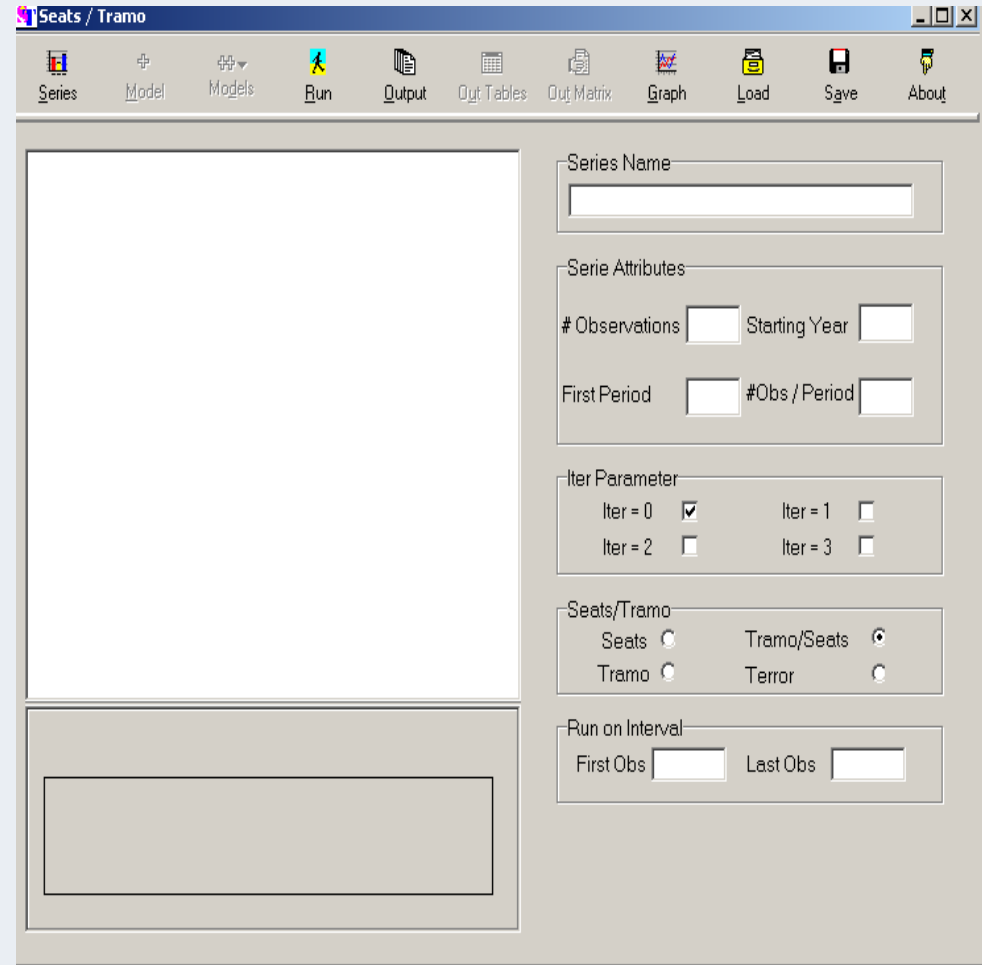 Seats / Tramo
Series Model Models Run Output Out Tables Out Matrix Graph Load Save About
Series Name
Serie Attributes
# Observations Starting Year
First Period #Obs / Period
Iter Parameter
Iter = 0 Iter = 1
Iter = 2 Iter = 3
Seats/Tramo
Seats Tramo/Seats
Tramo Terror
Run on Interval
First Obs Last Obs